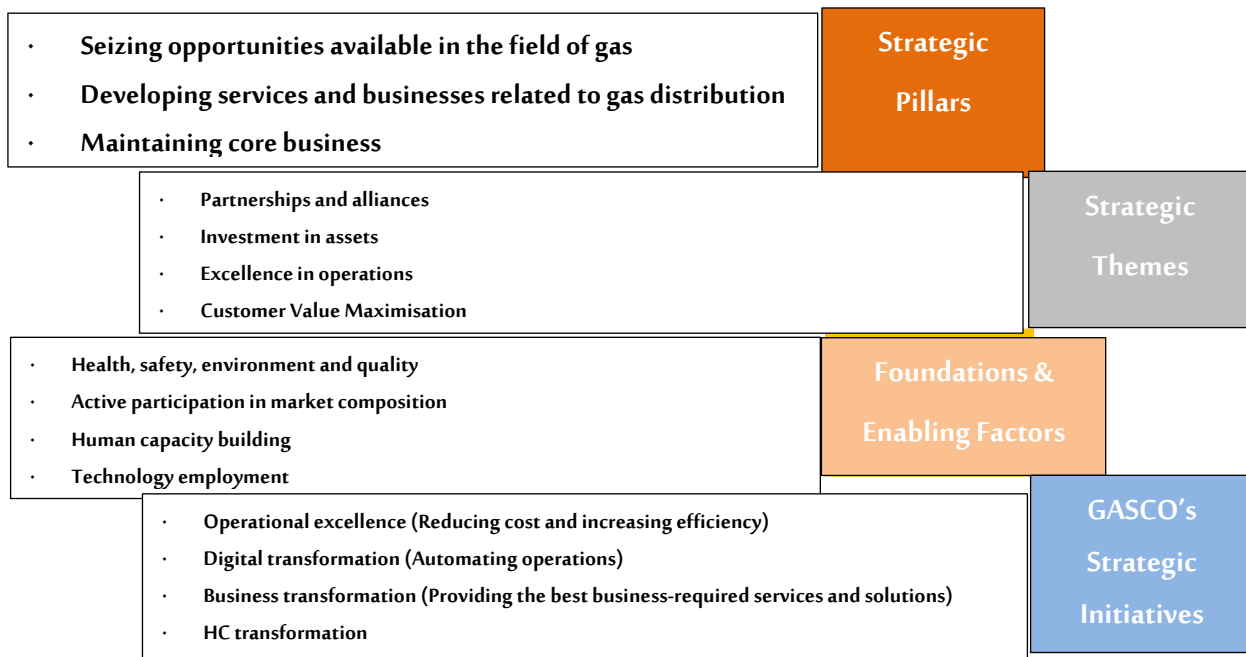 · Seizing opportunities available in the field of gas
· Developing services and businesses related to gas distribution
· Maintaining core business
Strategic
Pillars
· Partnerships and alliances
· Investment in assets
· Excellence in operations
· Customer Value Maximisation
Strategic
Themes
· Health, safety, environment and quality
· Active participation in market composition
· Human capacity building
· Technology employment
Foundations &
Enabling Factors
· Operational excellence (Reducing cost and increasing efficiency)
· Digital transformation (Automating operations)
· Business transformation (Providing the best business-required services and solutions)
· HC transformation
GASCO's
Strategic
Initiatives